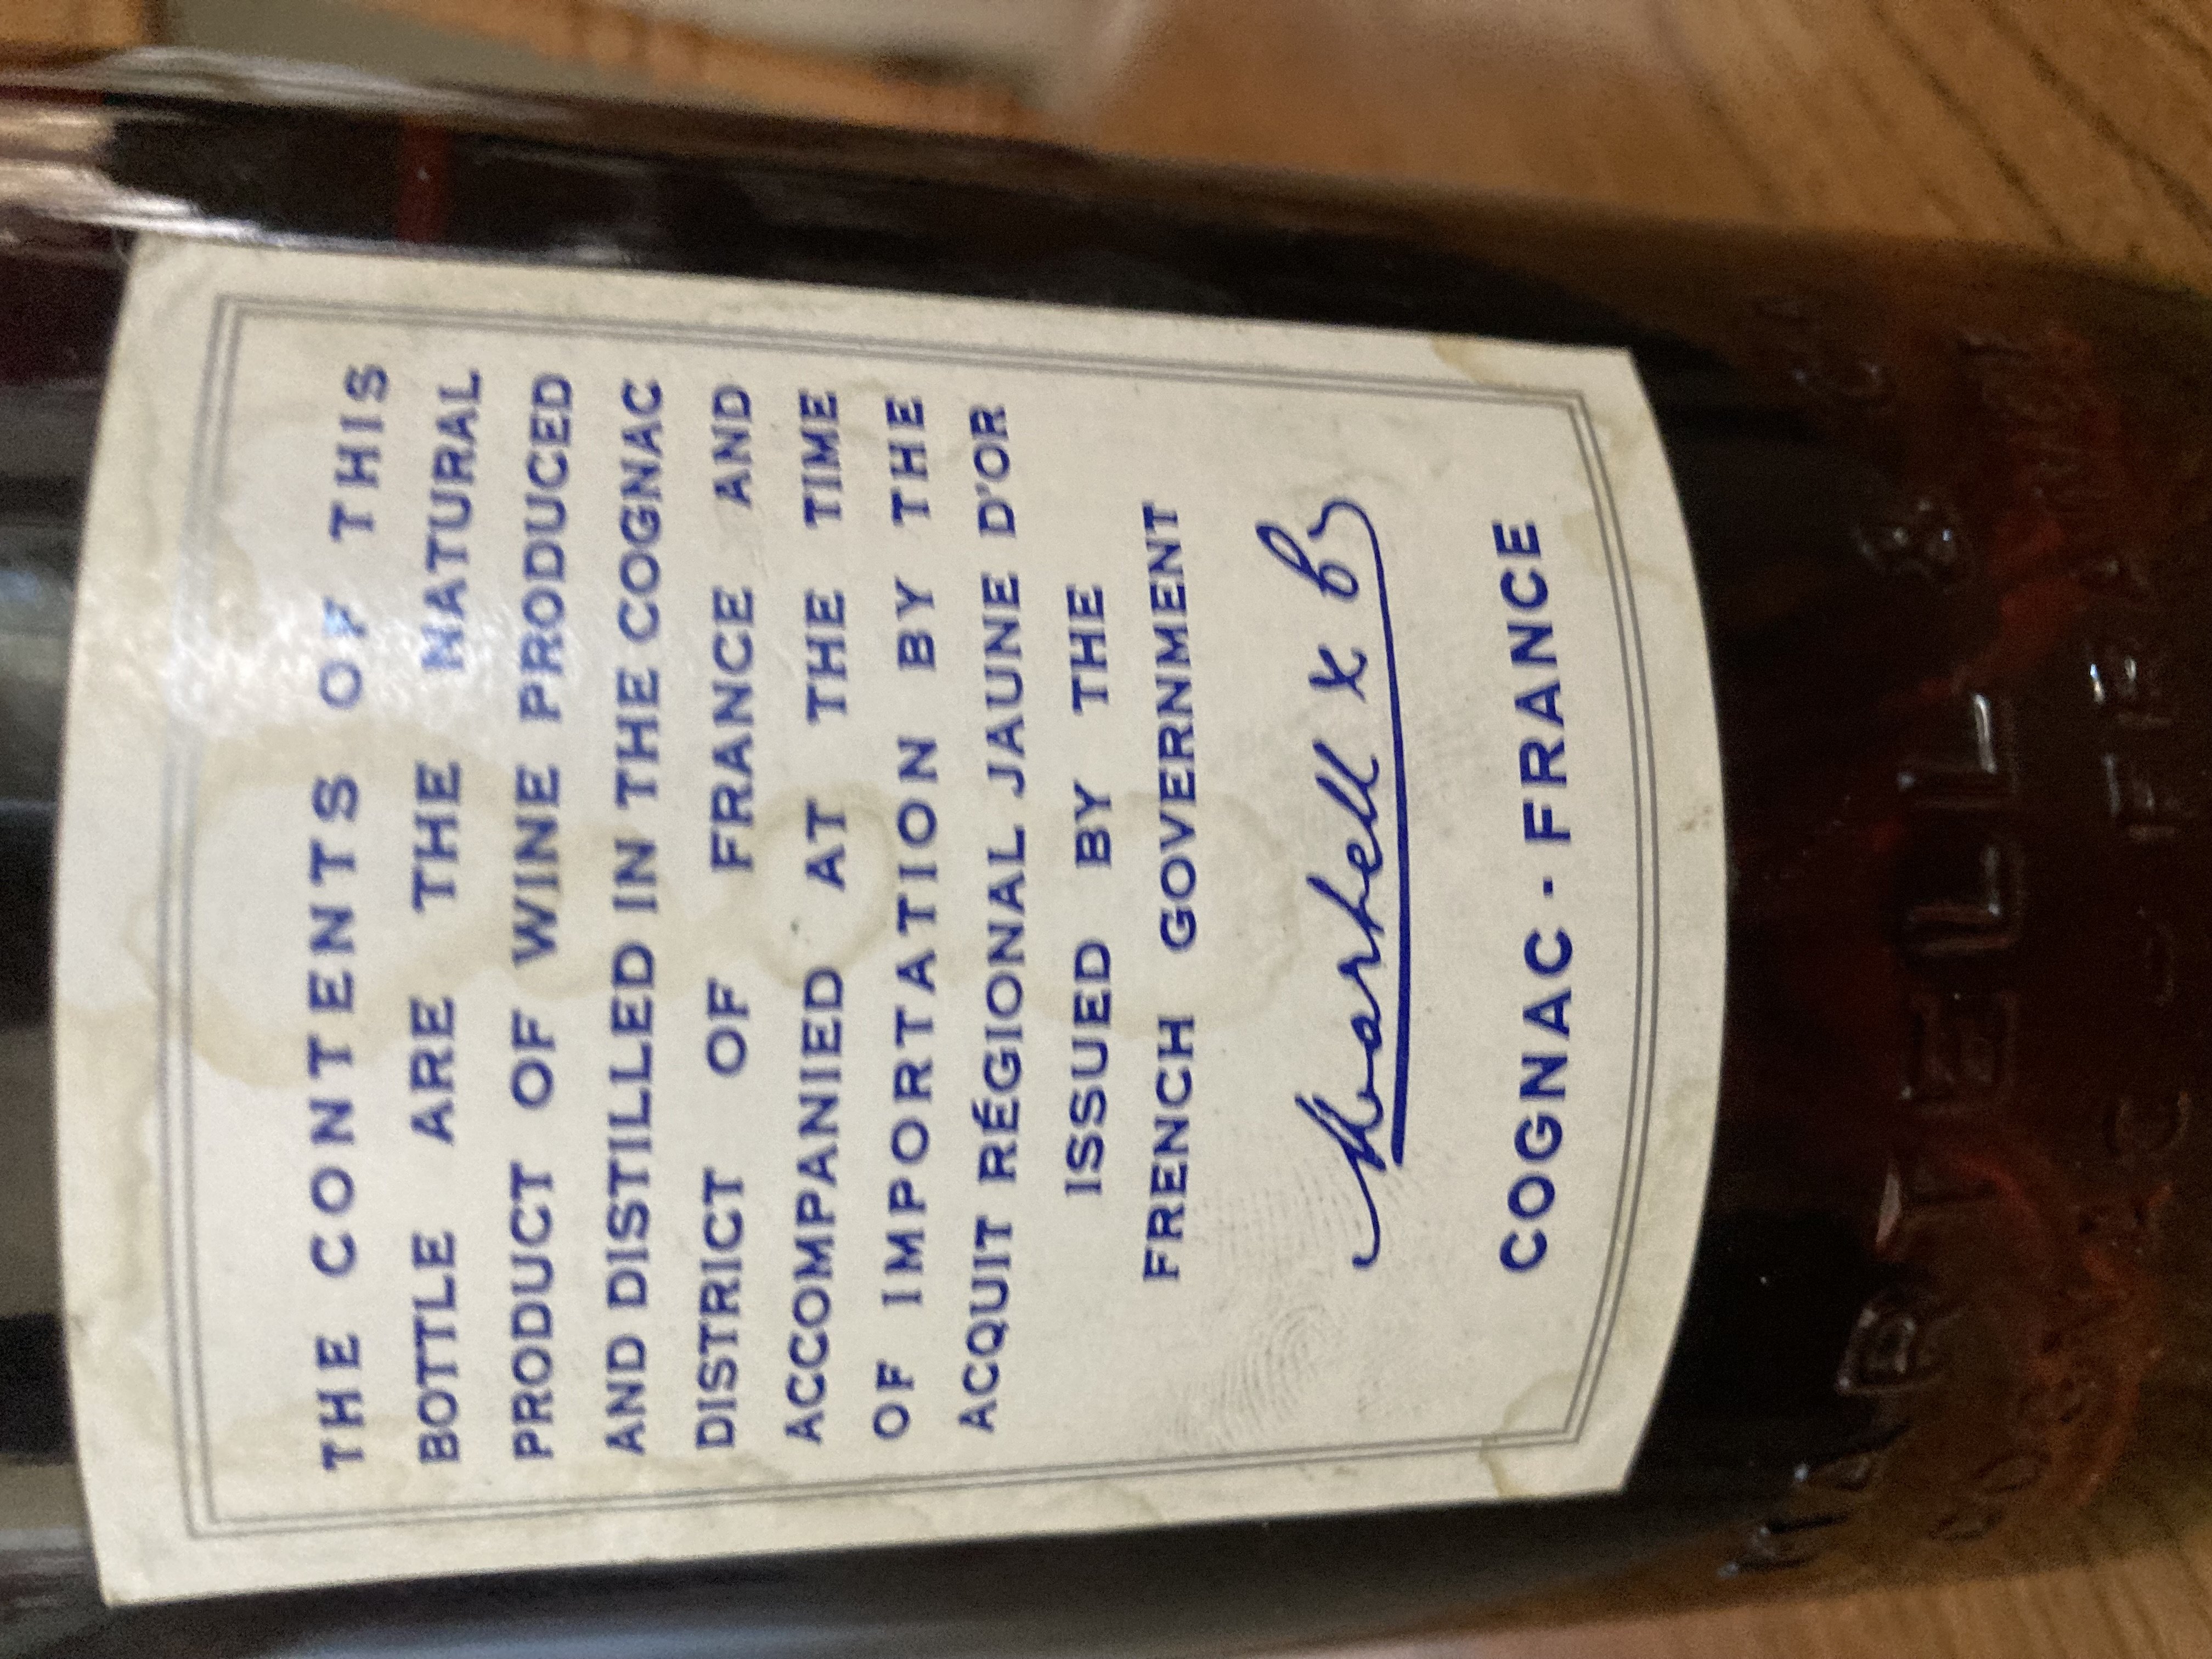 THE CONTENTS OF THIS
BOTTLE ARE THE NATURAL
PRODUCT OF WINE PRODUCED
AND DISTILLED IN THE COGNAC
DISTRICT OF FRANCE AND
ACCOMPANIED AT THE TIME
OF IMPORTATION BY THE
ACQUIT RÉGIONAL JAUNE D'OR
ISSUED BY THE
FRENCH GOVERNMENT
Martell & Co
COGNAC · FRANCE
MARTELL